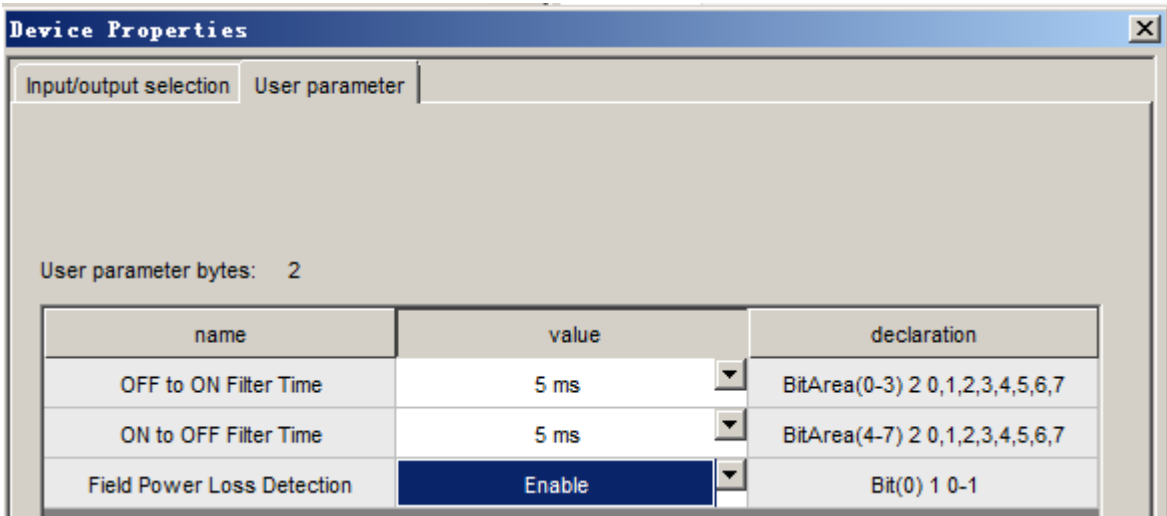 Device Properties
Input/output selection User parameter
User parameter bytes: 2
name value declaration
OFF to ON Filter Time 5 ms BitArea(0-3) 2 0,1,2,3,4,5,6,7
ON to OFF Filter Time 5 ms BitArea(4-7) 2 0,1,2,3,4,5,6,7
Field Power Loss Detection Enable Bit(0) 1 0-1